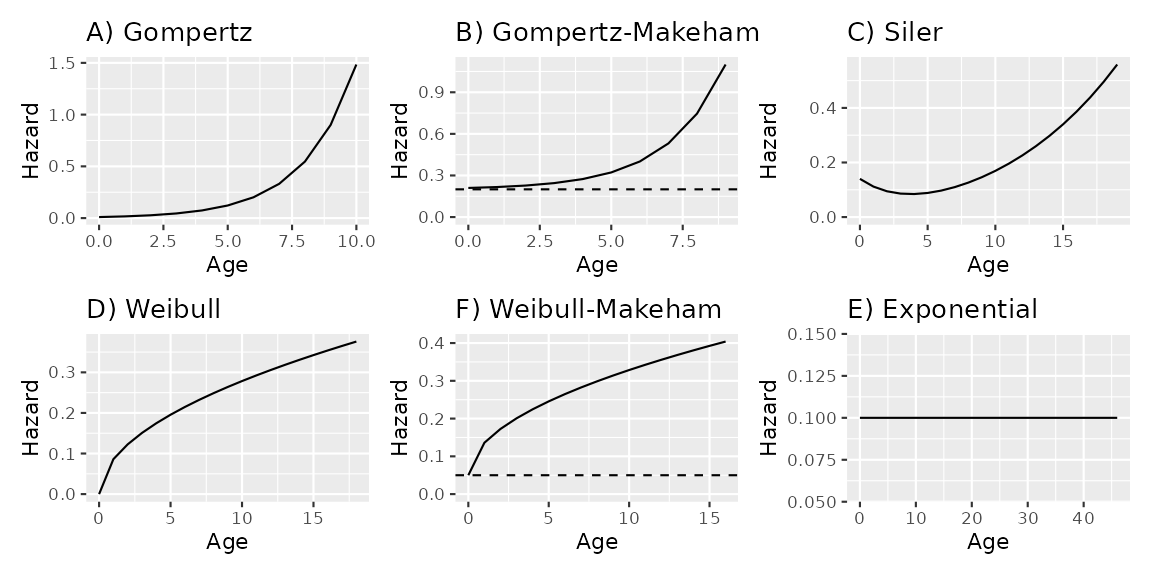 A) Gompertz
1.5
1.0
0.5
0.0
Hazard
0.0 2.5 5.0 7.5 10.0
Age
B) Gompertz-Makeham
0.9
0.6
0.3
0.0
Hazard
0.0 2.5 5.0 7.5
Age
C) Siler
0.4
0.2
0.0
Hazard
0 5 10 15
Age
D) Weibull
0.3
0.2
0.1
0.0
Hazard
0 5 10 15
Age
F) Weibull-Makeham
0.4
0.3
0.2
0.1
0.0
Hazard
0 5 10 15
Age
E) Exponential
0.150
0.125
0.100
0.075
0.050
Hazard
0 10 20 30 40
Age